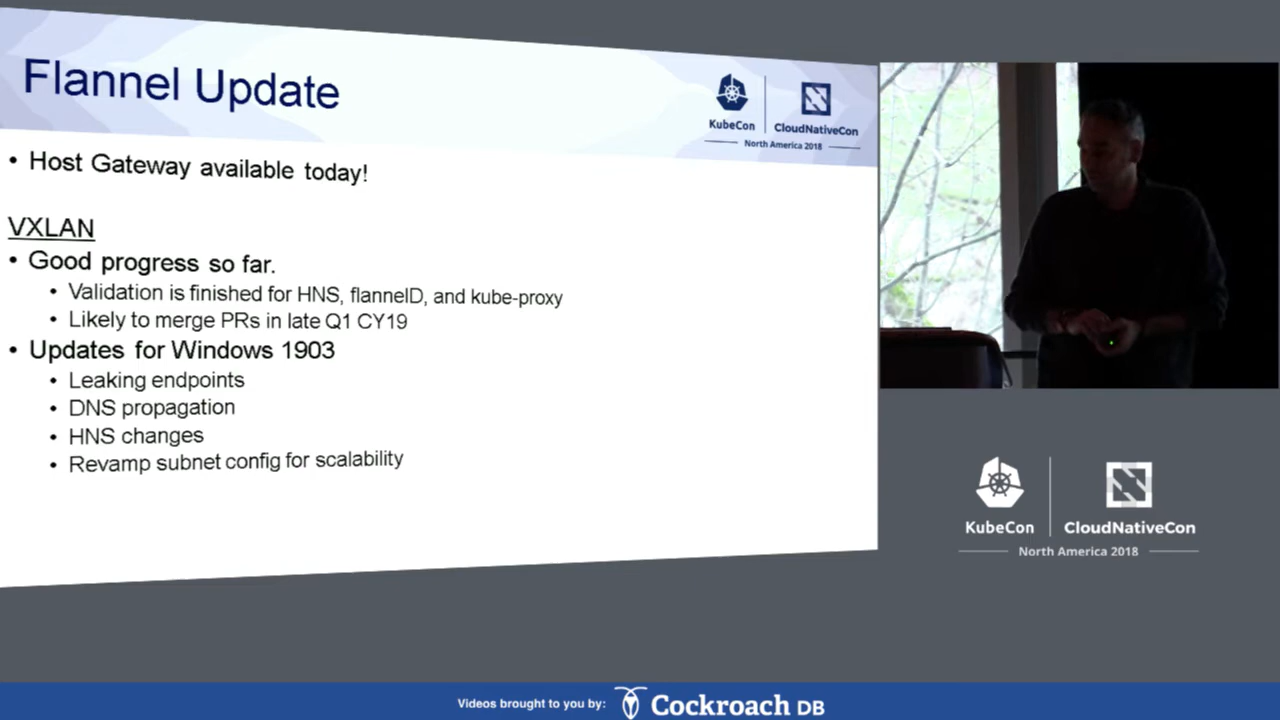 Flannel Update
KubeCon
CloudNativeCon
North America 2018
• Host Gateway available today!
VXLAN
• Good progress so far.
• Validation is finished for HNS, flannelD, and kube-proxy
• Likely to merge PRs in late Q1 CY19
• Updates for Windows 1903
• Leaking endpoints
• DNS propagation
• HNS changes
• Revamp subnet config for scalability
KubeCon
CloudNativeCon
North America 2018
Videos brought to you by: Cockroach DB